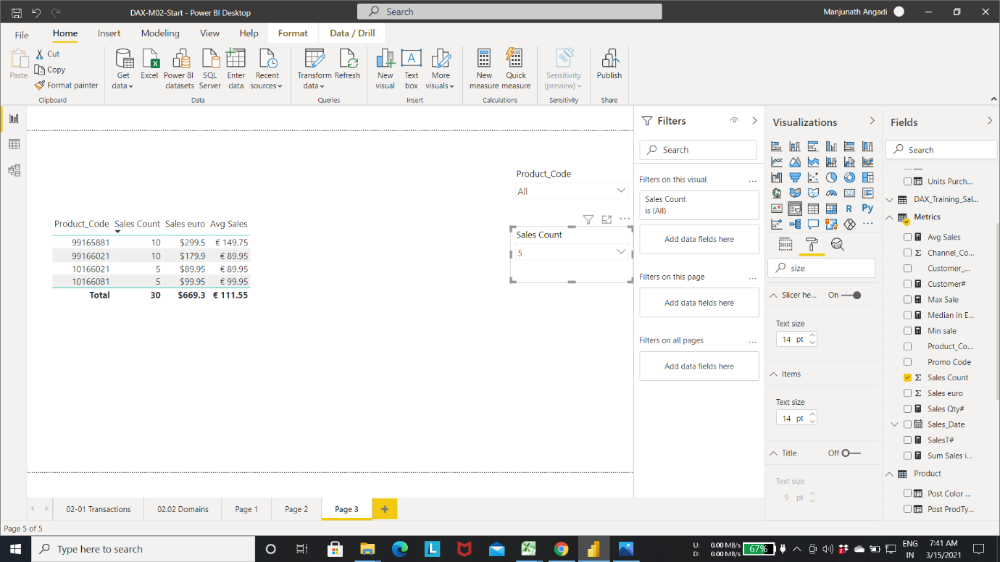 DAX-M02-Start - Power BI Desktop
Search
Manjunath Angadi
File Home Insert Modeling View Help Format Data / Drill
Paste
Cut
Copy
Format painter
Clipboard
Get data
Excel
Power BI datasets
SQL Server
Enter data
Recent sources
Data
Transform data
Refresh
Queries
New visual
Text box
More visuals
Insert
New measure
Quick measure
Calculations
Sensitivity (preview)
Sensitivity
Publish
Share
Product_Code
All
Sales Count
5
Product_Code Sales Count Sales euro Avg Sales
99165881 10 $299.5 € 149.75
99166021 10 $179.9 € 89.95
10166021 5 $89.95 € 89.95
10166081 5 $99.95 € 99.95
Total 30 $669.3 € 111.55
Filters
Search
Filters on this visual ...
Sales Count
is (All)
Add data fields here
Filters on this page ...
Add data fields here
Filters on all pages ...
Add data fields here
Visualizations
123
R
Py
...
size
Slicer he... On
Text size
14 pt
Items
Text size
14 pt
Title Off
Text size
9 pt
Fields
Search
Units Purch...
DAX_Training_Sal...
Metrics
Avg Sales
Σ Channel_Co...
Customer_...
Customer#
Max Sale
Median in E...
Min sale
Product_Co...
Promo Code
Σ Sales Count
Σ Sales euro
Sales Qty#
Sales_Date
SalesT#
Sum Sales i...
Product
Post Color ...
Post ProdTy...
02-01 Transactions 02.02 Domains Page 1 Page 2 Page 3 +
Page 5 of 5
Type here to search
U: 0.00 MB/s
D: 0.00 MB/s
67%
2
ENG
IN
7:41 AM
3/15/2021